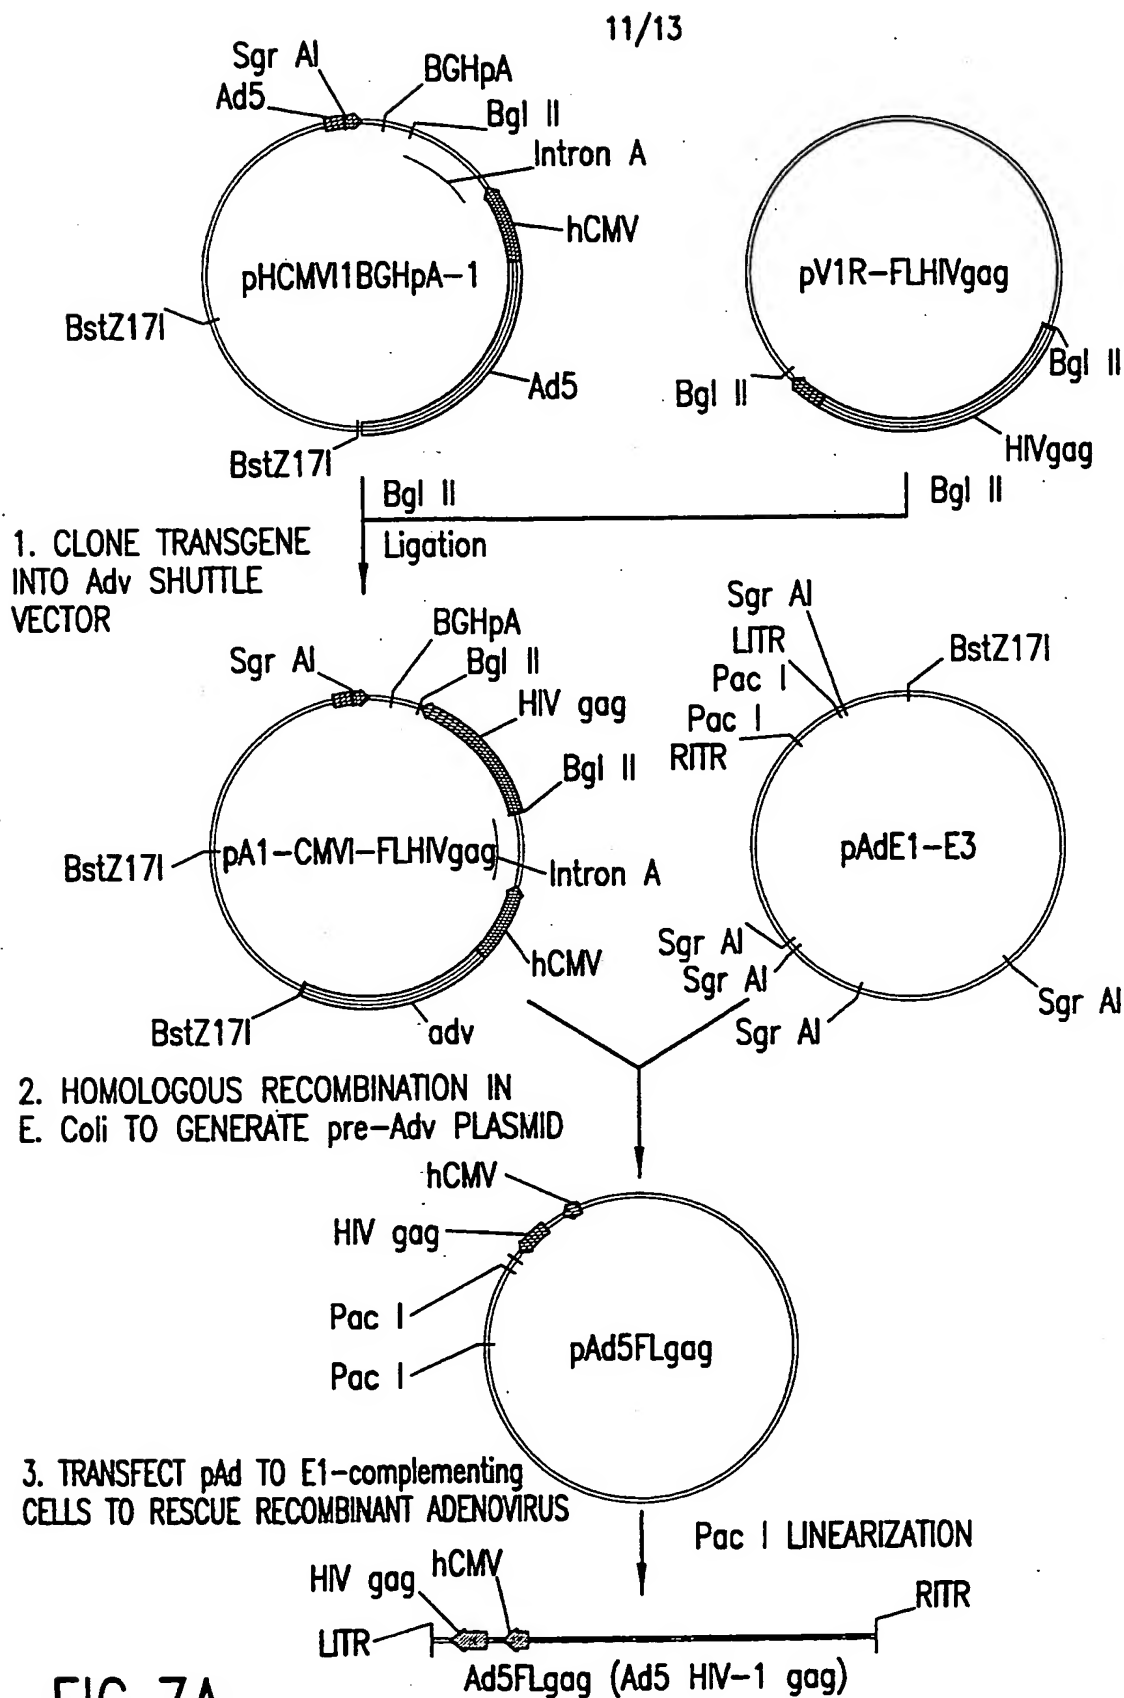 11/13
Sgr AI
BGHpA
Ad5
Bgl II
Intron A
hCMV
pHCMVI1BGHpA-1
BstZ17I
Ad5
BstZ17I
pV1R-FLHIVgag
Bgl II
Bgl II
HIVgag
Bgl II
Bgl II
Ligation
1. CLONE TRANSGENE
INTO Adv SHUTTLE
VECTOR
BGHpA
Sgr AI
Bgl II
HIV gag
Bgl II
BstZ17I
pA1-CMVI-FLHIVgag
Intron A
hCMV
BstZ17I
adv
Sgr AI
LITR
BstZ17I
Pac I
Pac I
RITR
pAdE1-E3
Sgr AI
Sgr AI
Sgr AI
Sgr AI
2. HOMOLOGOUS RECOMBINATION IN
E. Coli TO GENERATE pre-Adv PLASMID
hCMV
HIV gag
Pac I
Pac I
pAd5FLgag
3. TRANSFECT pAd TO E1-complementing
CELLS TO RESCUE RECOMBINANT ADENOVIRUS
Pac I LINEARIZATION
HIV gag
hCMV
RITR
LITR
Ad5FLgag (Ad5 HIV-1 gag)
FIG. 7A